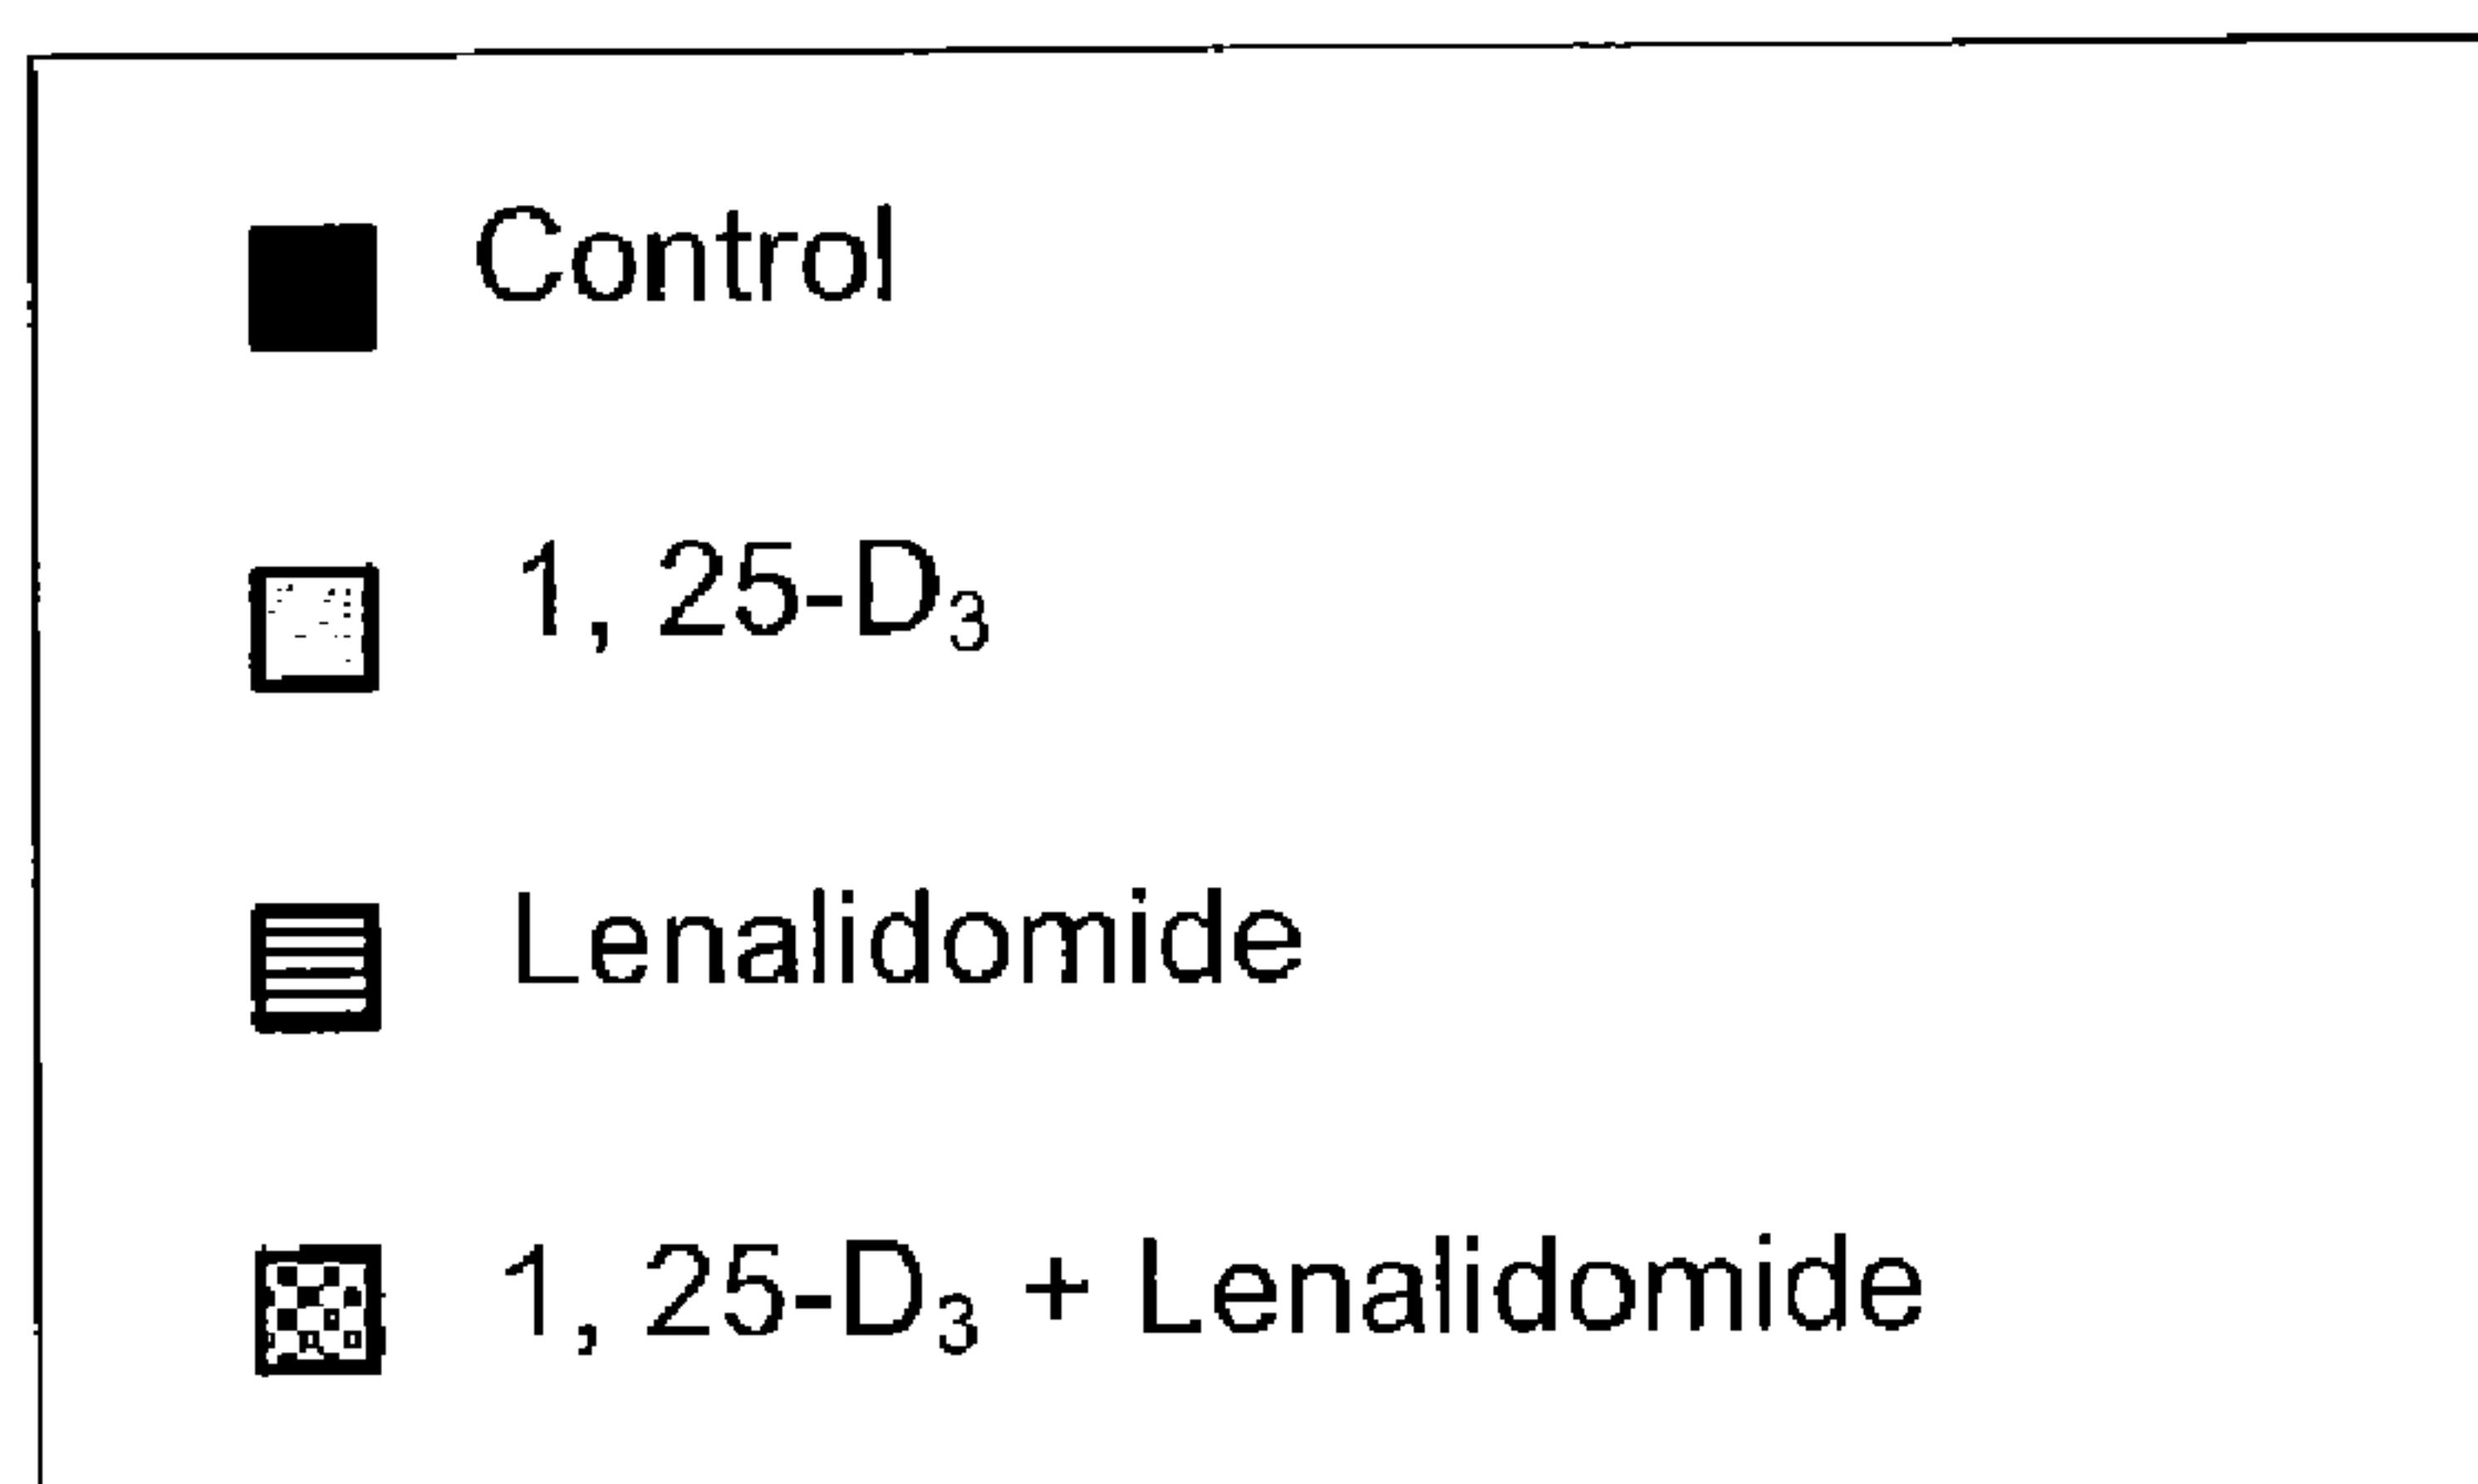 Control
1, 25-D₃
Lenalidomide
1, 25-D₃ + Lenalidomide